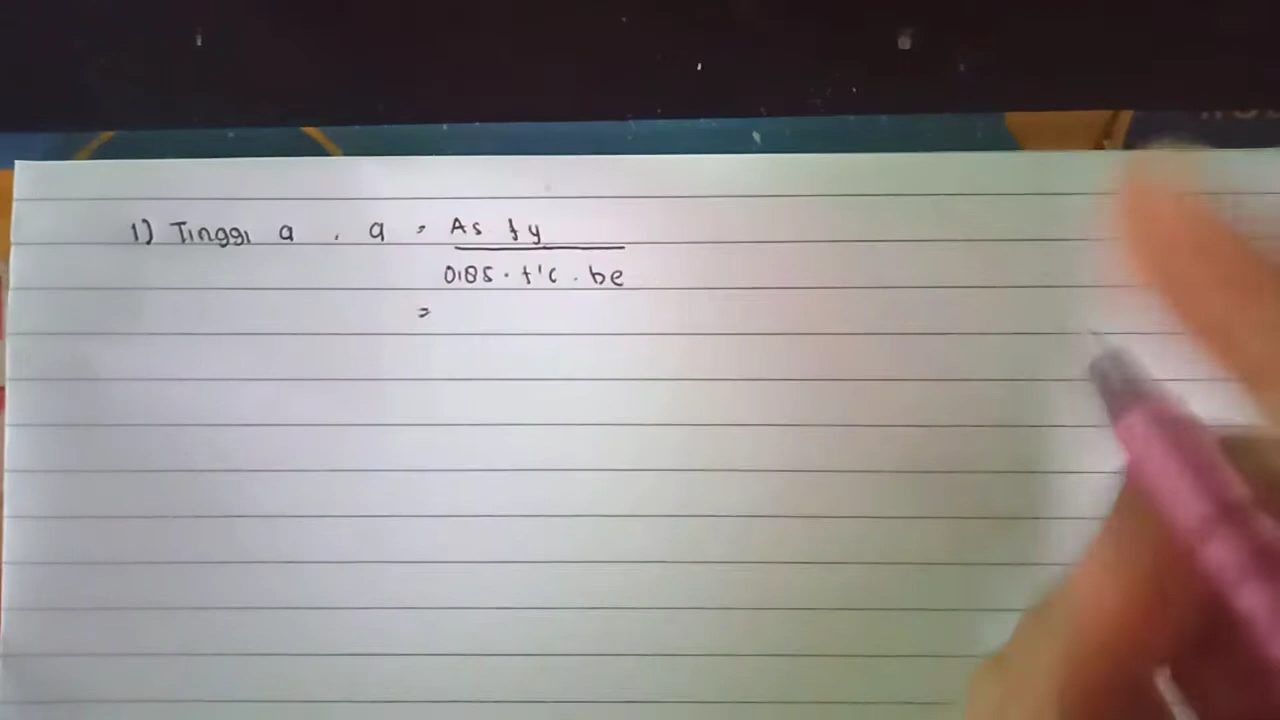 1) Tinggi a . a = As fy
0,85 . f'c . be
=